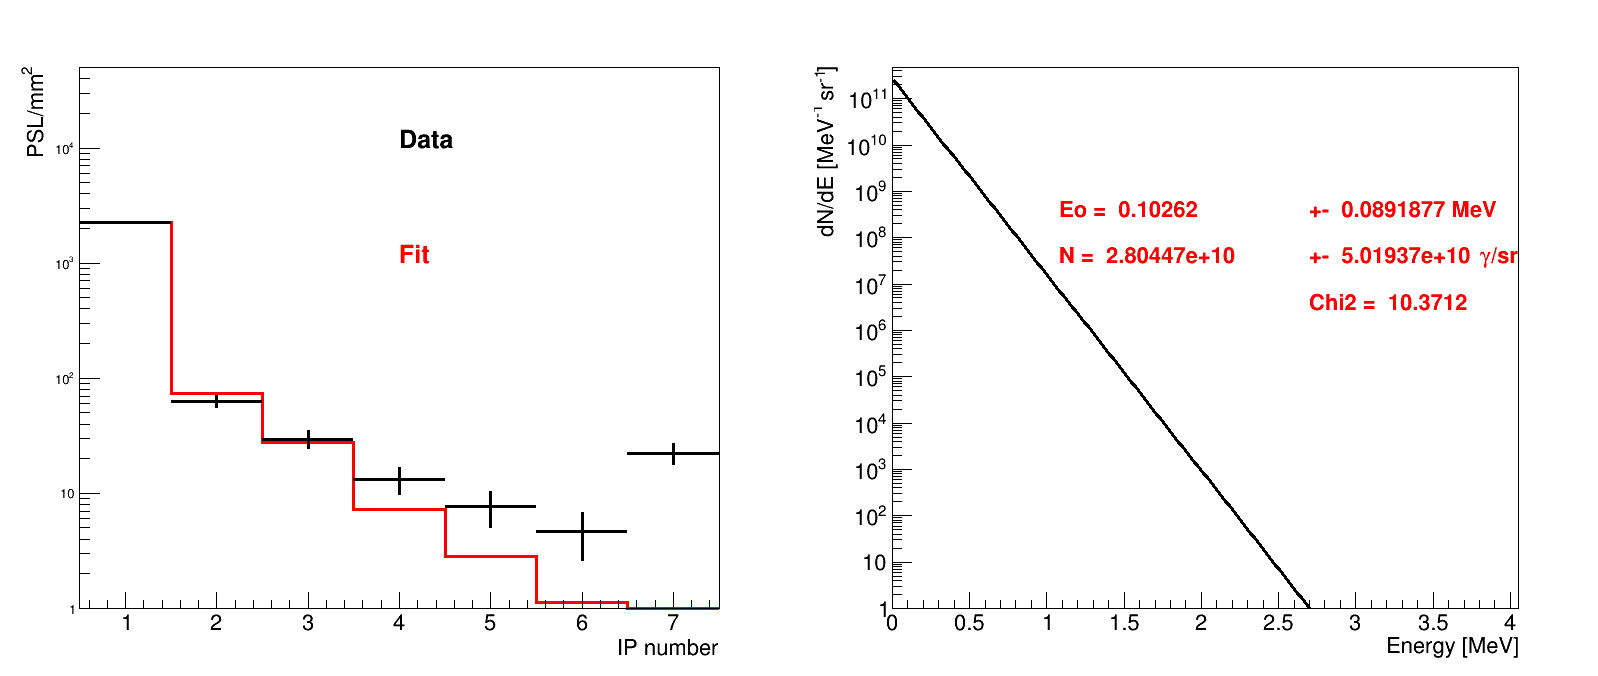 PSL/mm²
10⁴
10³
10²
10
1
Data
Fit
1 2 3 4 5 6 7
IP number
dN/dE [MeV⁻¹ sr⁻¹]
10¹¹
10¹⁰
10⁹
10⁸
10⁷
10⁶
10⁵
10⁴
10³
10²
10
1
Eo = 0.10262 +- 0.0891877 MeV
N = 2.80447e+10 +- 5.01937e+10 γ/sr
Chi2 = 10.3712
0 0.5 1 1.5 2 2.5 3 3.5 4
Energy [MeV]